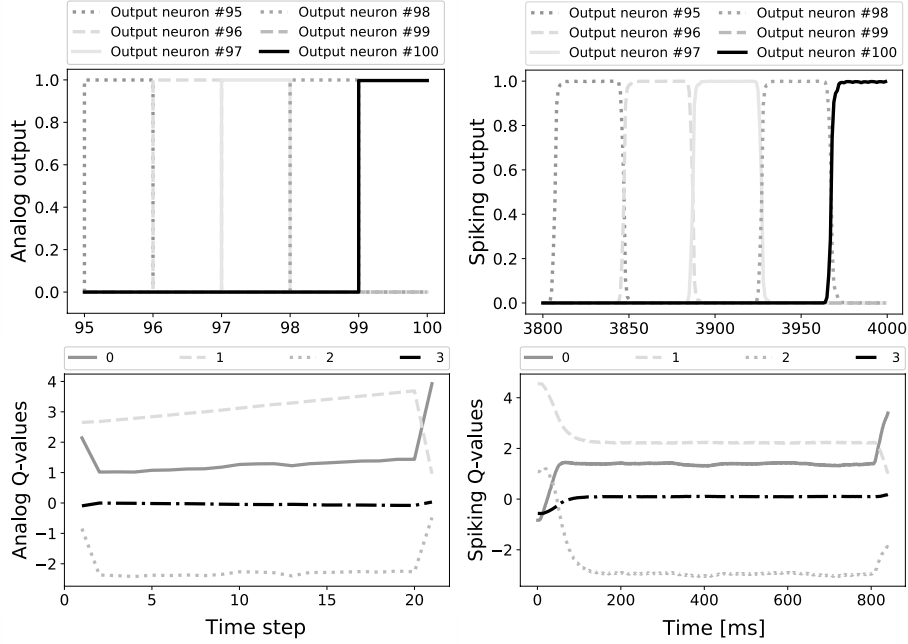 Output neuron #95
Output neuron #98
Output neuron #96
Output neuron #99
Output neuron #97
Output neuron #100
1.0
0.8
0.6
0.4
0.2
0.0
Analog output
95
96
97
98
99
100
Output neuron #95
Output neuron #98
Output neuron #96
Output neuron #99
Output neuron #97
Output neuron #100
1.0
0.8
0.6
0.4
0.2
0.0
Spiking output
3800
3850
3900
3950
4000
0
1
2
3
4
3
2
1
0
−1
−2
Analog Q-values
0
5
10
15
20
Time step
0
1
2
3
4
2
0
−2
Spiking Q-values
0
200
400
600
800
Time [ms]